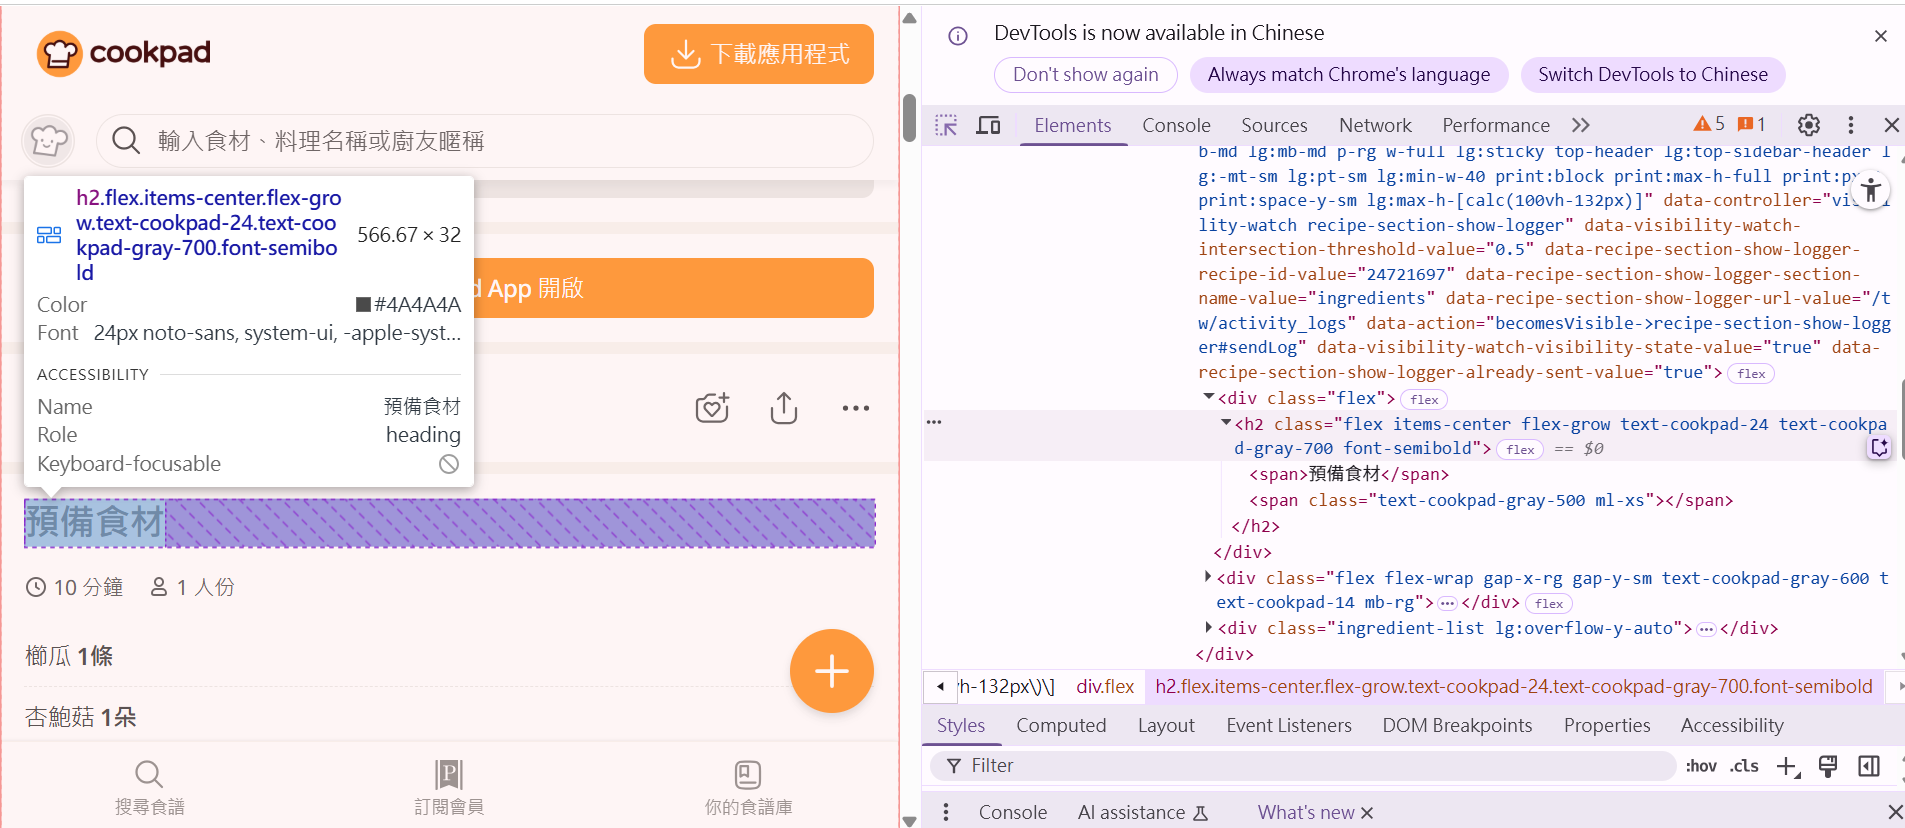 cookpad
下載應用程式
輸入食材、料理名稱或廚友暱稱
h2.flex.items-center.flex-gro
w.text-cookpad-24.text-coo
kpad-gray-700.font-semibo
ld
566.67 × 32
Color
#4A4A4A
Font
24px noto-sans, system-ui, -apple-syst...
ACCESSIBILITY
Name
預備食材
Role
heading
Keyboard-focusable
d App 開啟
預備食材
10 分鐘
1 人份
櫛瓜 1條
杏鮑菇 1朵
搜尋食譜
P
訂閱會員
你的食譜庫
DevTools is now available in Chinese
Don't show again
Always match Chrome's language
Switch DevTools to Chinese
Elements
Console
Sources
Network
Performance
5
1
b-md lg:mb-md p-rg w-full lg:sticky top-header lg:top-sidebar-header l
g:-mt-sm lg:pt-sm lg:min-w-40 print:block print:max-h-full print:p
print:space-y-sm lg:max-h-[calc(100vh-132px)]" data-controller="vi
lity-watch recipe-section-show-logger" data-visibility-watch-
intersection-threshold-value="0.5" data-recipe-section-show-logger-
recipe-id-value="24721697" data-recipe-section-show-logger-section-
name-value="ingredients" data-recipe-section-show-logger-url-value="/t
w/activity_logs" data-action="becomesVisible->recipe-section-show-logg
er#sendLog" data-visibility-watch-visibility-state-value="true" data-
recipe-section-show-logger-already-sent-value="true"> flex
<div class="flex"> flex
<h2 class="flex items-center flex-grow text-cookpad-24 text-cookpa
d-gray-700 font-semibold"> flex == $0
<span>預備食材</span>
<span class="text-cookpad-gray-500 ml-xs"></span>
</h2>
</div>
<div class="flex flex-wrap gap-x-rg gap-y-sm text-cookpad-gray-600 t
ext-cookpad-14 mb-rg">…</div> flex
<div class="ingredient-list lg:overflow-y-auto">…</div>
</div>
h-132px\)\]
div.flex
h2.flex.items-center.flex-grow.text-cookpad-24.text-cookpad-gray-700.font-semibold
Styles
Computed
Layout
Event Listeners
DOM Breakpoints
Properties
Accessibility
Filter
:hov
.cls
Console
AI assistance
What's new